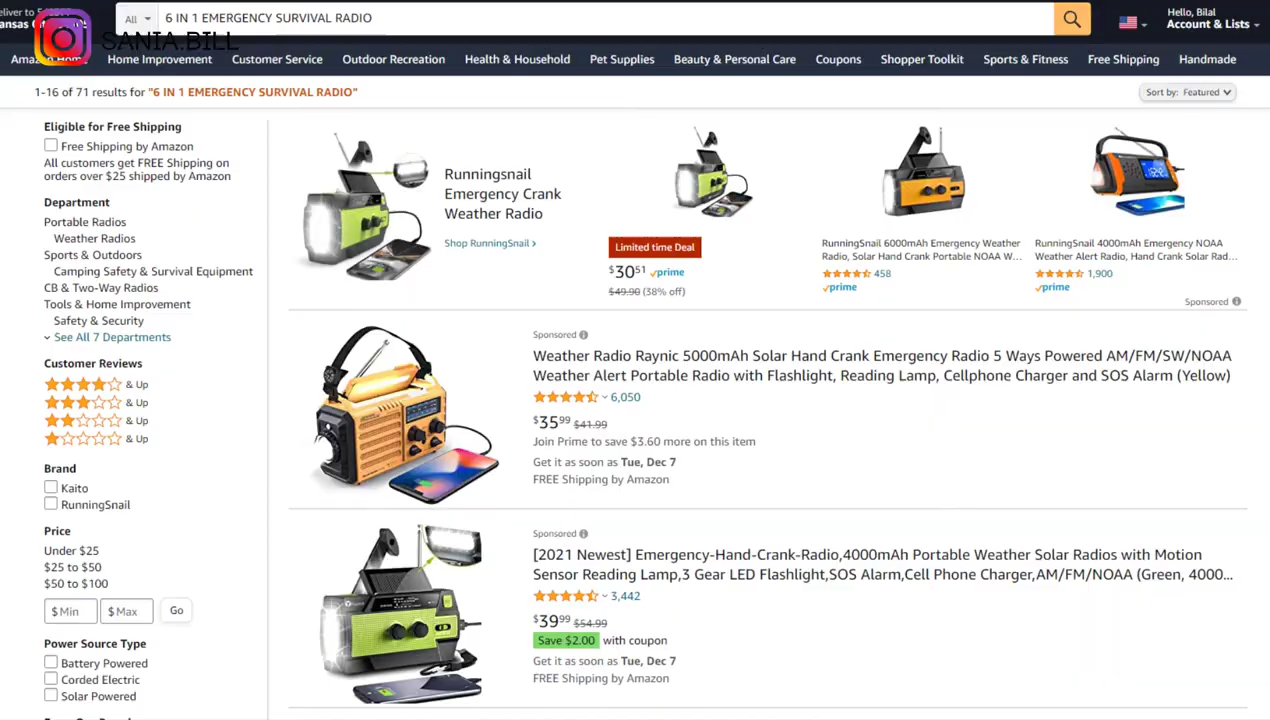 eliver to
ansas Ci
All
6 IN 1 EMERGENCY SURVIVAL RADIO
Hello, Bilal
Account & Lists
SANIA.BILL
Home Improvement
Customer Service
Outdoor Recreation
Health & Household
Pet Supplies
Beauty & Personal Care
Coupons
Shopper Toolkit
Sports & Fitness
Free Shipping
Handmade
1-16 of 71 results for "6 IN 1 EMERGENCY SURVIVAL RADIO"
Sort by: Featured
Eligible for Free Shipping
Free Shipping by Amazon
All customers get FREE Shipping on
orders over $25 shipped by Amazon
Department
Portable Radios
Weather Radios
Sports & Outdoors
Camping Safety & Survival Equipment
CB & Two-Way Radios
Tools & Home Improvement
Safety & Security
See All 7 Departments
Customer Reviews
& Up
& Up
& Up
& Up
Brand
Kaito
RunningSnail
Price
Under $25
$25 to $50
$50 to $100
$ Min
$ Max
Go
Power Source Type
Battery Powered
Corded Electric
Solar Powered
Runningsnail
Emergency Crank
Weather Radio
Shop RunningSnail ›
Limited time Deal
$30 51 prime
$49.90 (38% off)
RunningSnail 6000mAh Emergency Weather
Radio, Solar Hand Crank Portable NOAA W...
458
prime
RunningSnail 4000mAh Emergency NOAA
Weather Alert Radio, Hand Crank Solar Rad...
1,900
prime
Sponsored
Sponsored
Weather Radio Raynic 5000mAh Solar Hand Crank Emergency Radio 5 Ways Powered AM/FM/SW/NOAA
Weather Alert Portable Radio with Flashlight, Reading Lamp, Cellphone Charger and SOS Alarm (Yellow)
6,050
$35 99 $41.99
Join Prime to save $3.60 more on this item
Get it as soon as Tue, Dec 7
FREE Shipping by Amazon
Sponsored
[2021 Newest] Emergency-Hand-Crank-Radio,4000mAh Portable Weather Solar Radios with Motion
Sensor Reading Lamp,3 Gear LED Flashlight,SOS Alarm,Cell Phone Charger,AM/FM/NOAA (Green, 4000...
3,442
$39 99 $54.99
Save $2.00 with coupon
Get it as soon as Tue, Dec 7
FREE Shipping by Amazon